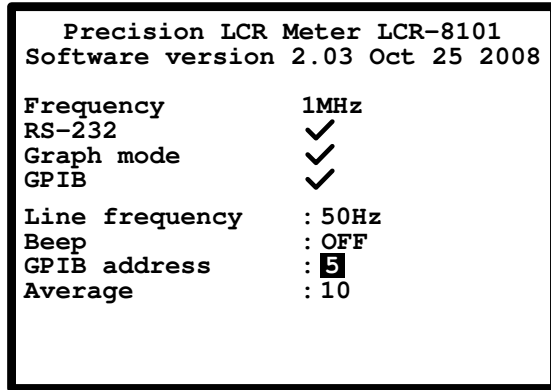 Precision LCR Meter LCR-8101
Software version 2.03 Oct 25 2008
Frequency 1MHz
RS-232 ✓
Graph mode ✓
GPIB ✓
Line frequency : 50Hz
Beep : OFF
GPIB address : 5
Average : 10